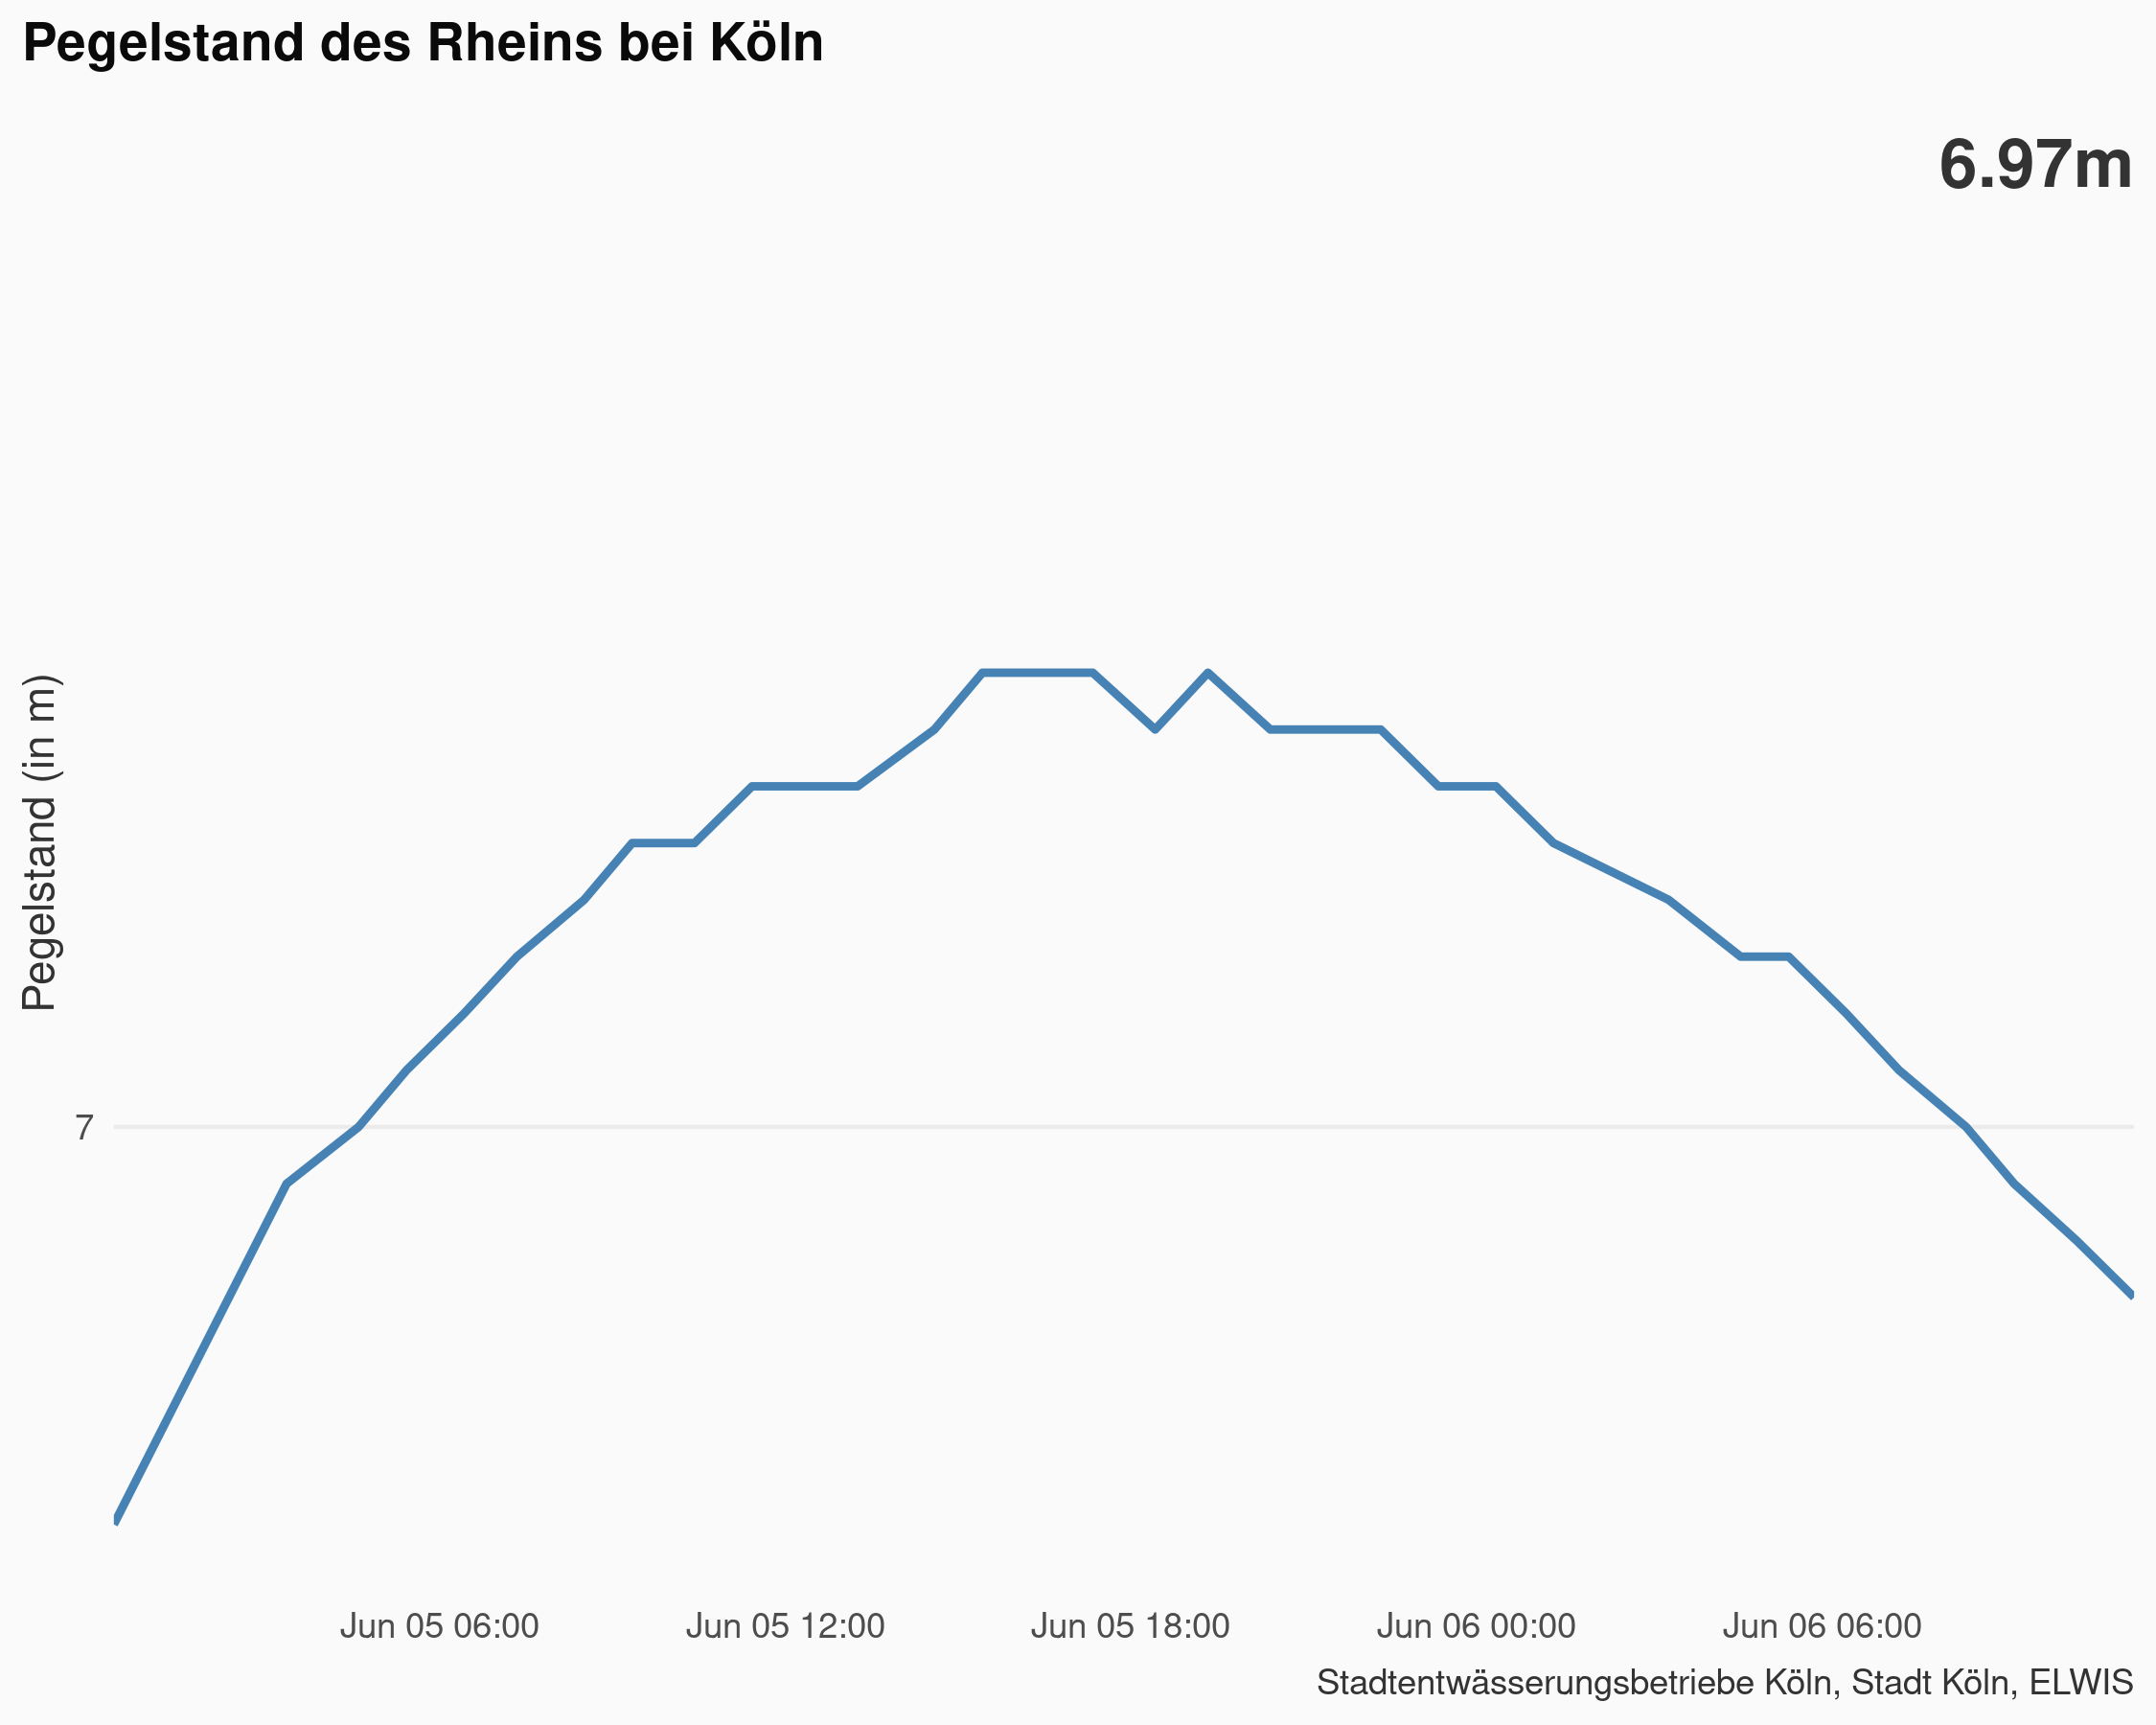 Pegelstand des Rheins bei Köln
6.97m
Pegelstand (in m)
7
Jun 05 06:00
Jun 05 12:00
Jun 05 18:00
Jun 06 00:00
Jun 06 06:00
Stadtentwässerungsbetriebe Köln, Stadt Köln, ELWIS